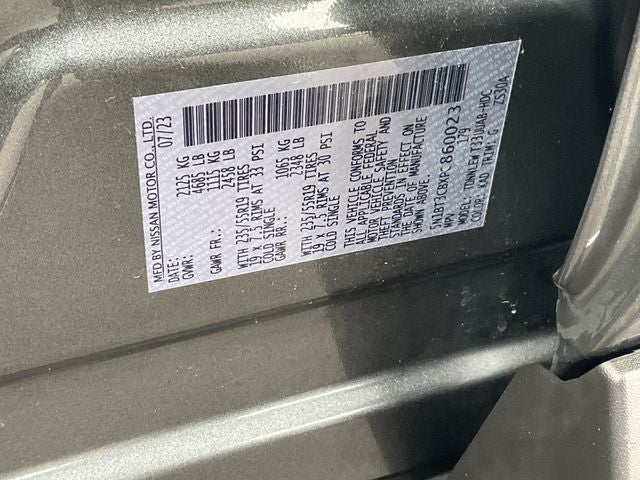 MFD BY NISSAN MOTOR CO., LTD.
DATE: 07/23
GVWR: 2125 KG
4685 LB
GAWR FR.: 1115 KG
2458 LB
WITH 235/55R19 TIRES
19 X 7.5 RIMS AT 33 PSI
COLD SINGLE
GAWR RR.: 1065 KG
2348 LB
WITH 235/55R19 TIRES
19 X 7.5 RIMS AT 30 PSI
COLD SINGLE
THIS VEHICLE CONFORMS TO
ALL APPLICABLE FEDERAL
MOTOR VEHICLE SAFETY AND
THEFT PREVENTION
STANDARDS IN EFFECT ON
THE DATE OF MANUFACTURE
SHOWN ABOVE.
860023
MPV 179
MODEL:
COLOR: KAD TRIM: G ZS30A